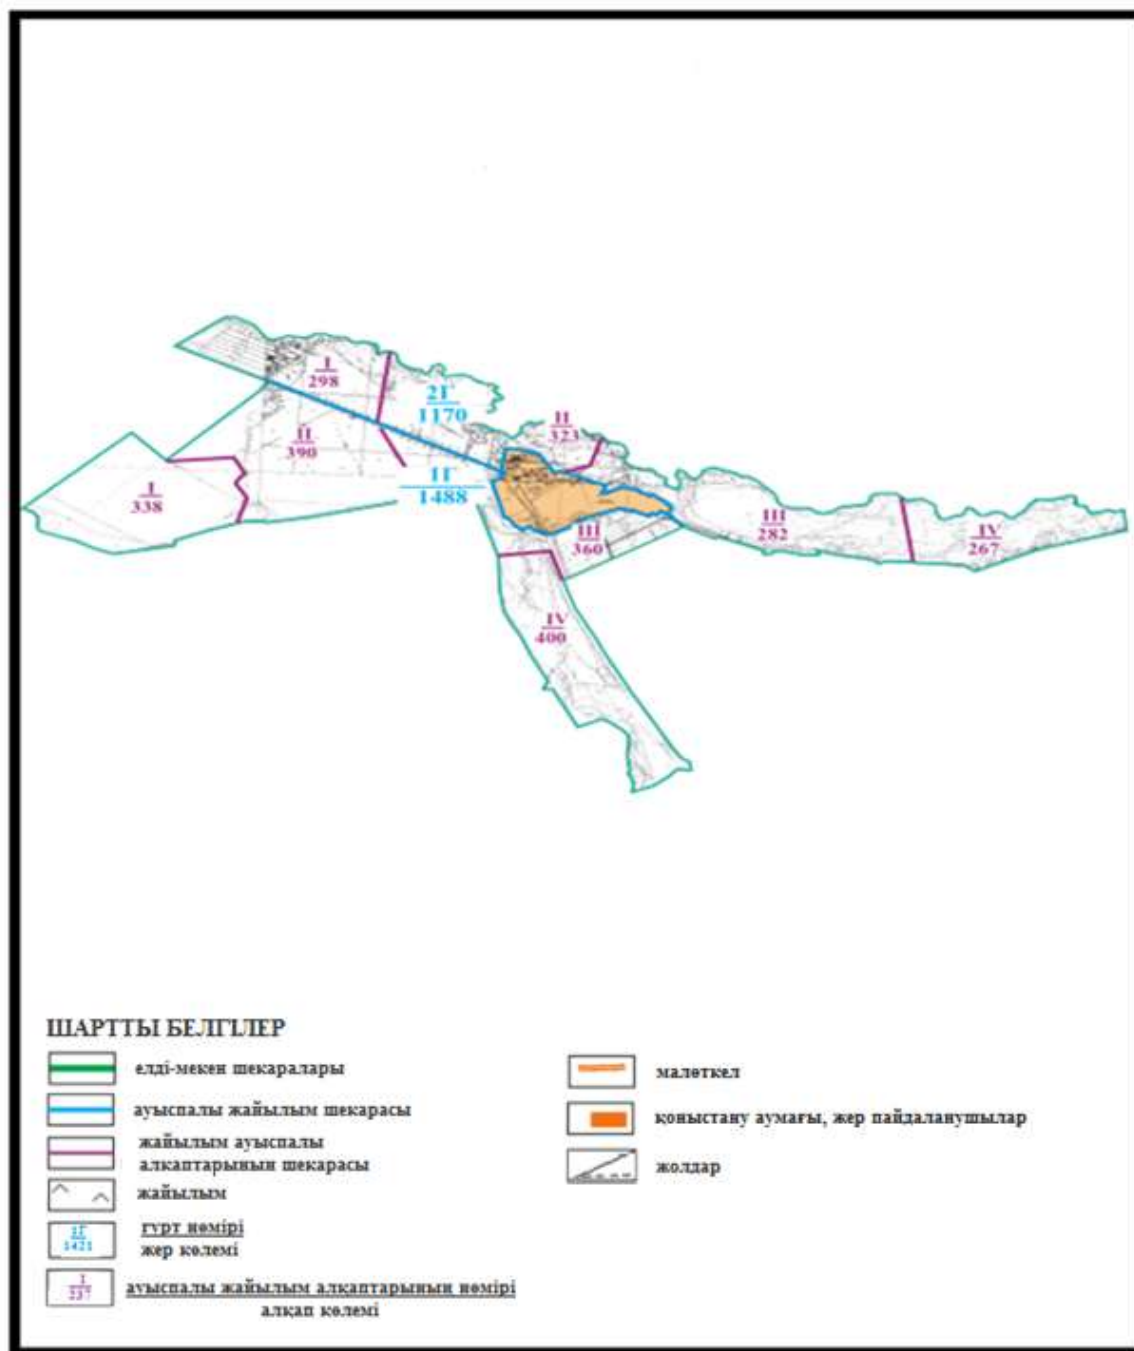 I
298
2Г
1170
II
323
II
390
1Г
1488
I
338
III
282
IV
267
III
360
IV
400
ШАРТТЫ БЕЛГІЛЕР
елді-мекен шекаралары
ауыспалы жайылым шекарасы
жайылым ауыспалы
алқаптарының шекарасы
жайылым
1Г
1421
гурт нөмірі
жер көлемі
I
237
ауыспалы жайылым алқаптарының нөмірі
алқап көлемі
малөткел
қоныстану аумағы, жер пайдаланушылар
жолдар